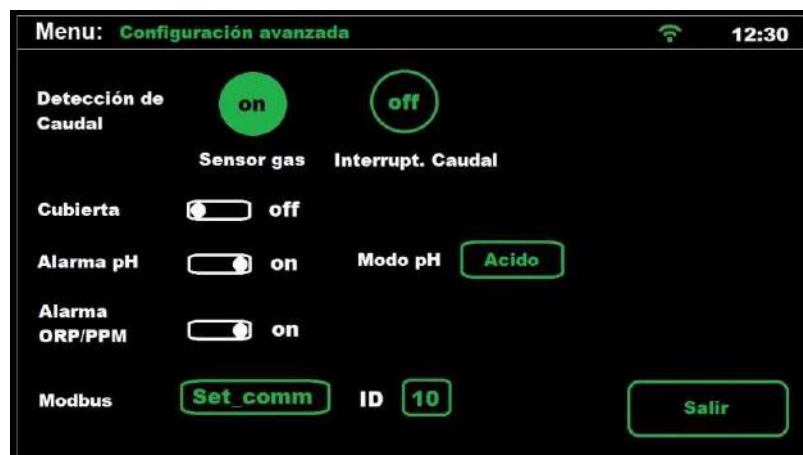 Menu: Configuración avanzada 12:30
Detección de
Caudal
on off
Sensor gas Interrupt. Caudal
Cubierta off
Alarma pH on Modo pH Acido
Alarma
ORP/PPM on
Modbus Set_comm ID 10
Salir